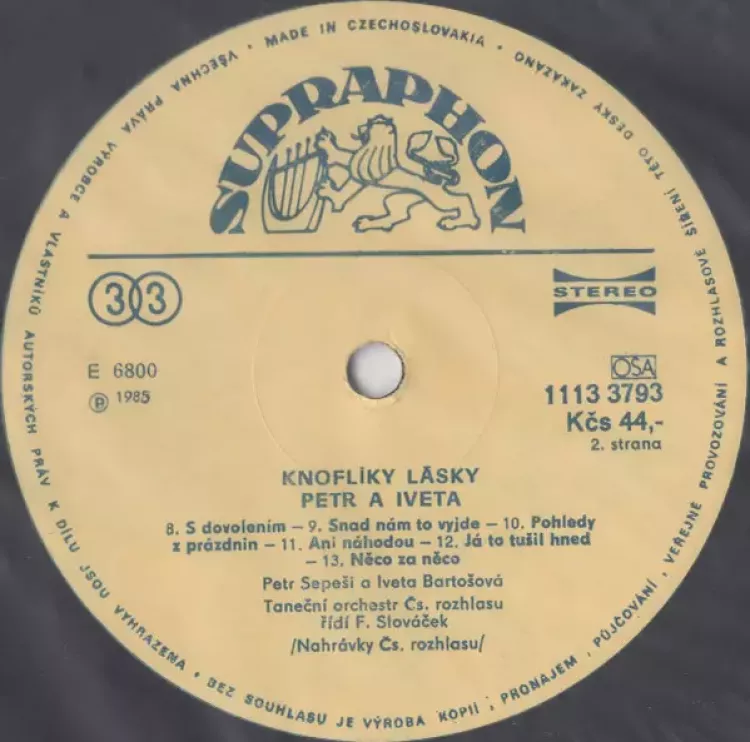 VŠECHNA PRÁVA VÝROBCE A VLASTNÍKŮ AUTORSKÝCH PRÁV K DÍLU JSOU VYHRAZENA • BEZ SOUHLASU JE VÝROBA KOPIÍ, PRONÁJEM, PŮJČOVÁNÍ, VEŘEJNÉ PROVOZOVÁNÍ A ROZHLASOVÉ ŠÍŘENÍ TÉTO DESKY ZAKÁZÁNO • MADE IN CZECHOSLOVAKIA •
SUPRAPHON
33
STEREO
E 6800
Ⓟ 1985
OSA
1113 3793
Kčs 44,-
2. strana
KNOFLÍKY LÁSKY
PETR A IVETA
8. S dovolením – 9. Snad nám to vyjde – 10. Pohledy
z prázdnin – 11. Ani náhodou – 12. Já to tušil hned
– 13. Něco za něco
Petr Sepeši a Iveta Bartošová
Taneční orchestr Čs. rozhlasu
řídí F. Slováček
/Nahrávky Čs. rozhlasu/